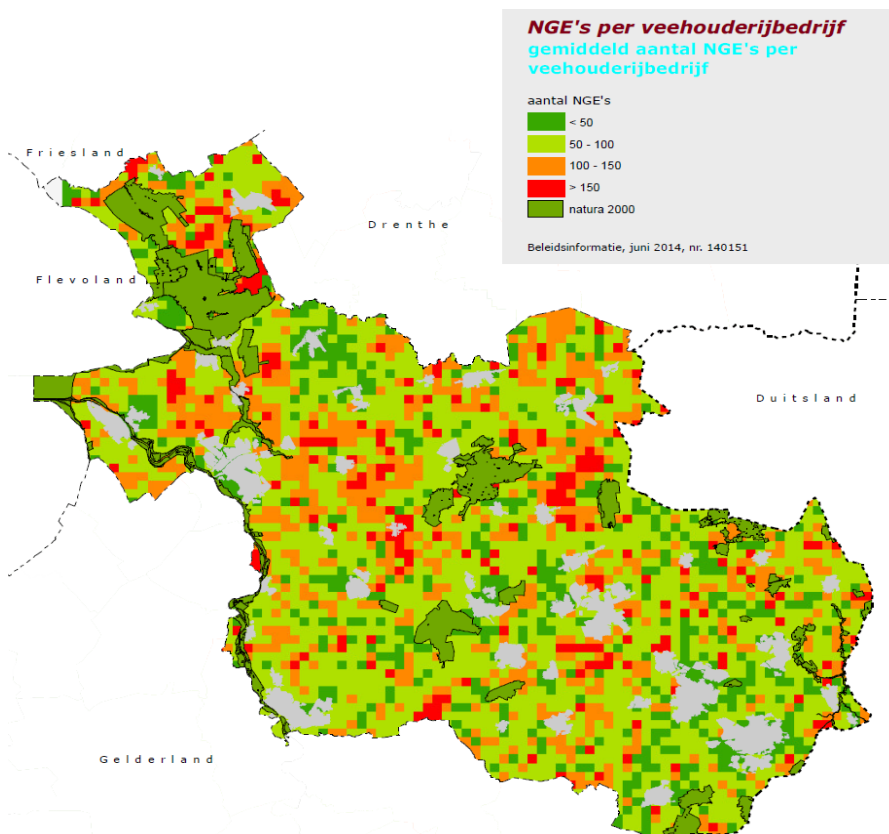 NGE's per veehouderijbedrijf
gemiddeld aantal NGE's per
veehouderijbedrijf
aantal NGE's
< 50
50 - 100
100 - 150
> 150
natura 2000
Beleidsinformatie, juni 2014, nr. 140151
Friesland
Drenthe
Flevoland
Duitsland
Gelderland